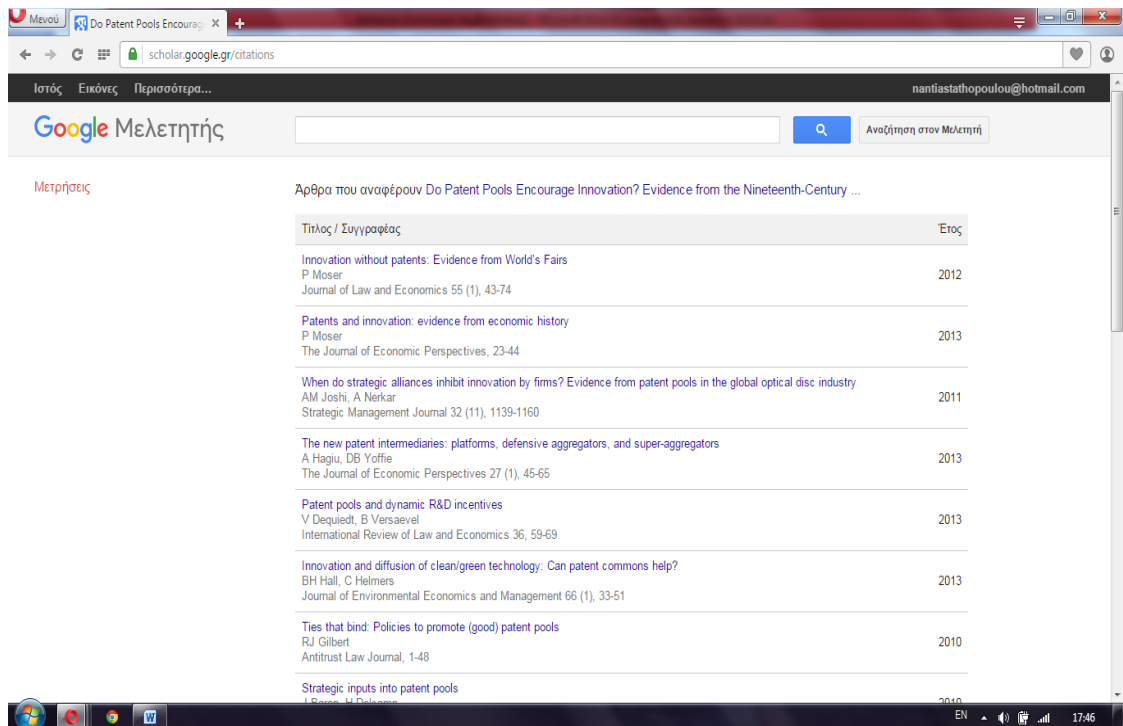 Μενού
Do Patent Pools Encourag
scholar.google.gr/citations
Ιστός Εικόνες Περισσότερα... nantiastathopoulou@hotmail.com
Google Μελετητής
Αναζήτηση στον Μελετητή
Μετρήσεις
Άρθρα που αναφέρουν Do Patent Pools Encourage Innovation? Evidence from the Nineteenth-Century ...
Τίτλος / Συγγραφέας Έτος
Innovation without patents: Evidence from World's Fairs
P Moser 2012
Journal of Law and Economics 55 (1), 43-74
Patents and innovation: evidence from economic history
P Moser 2013
The Journal of Economic Perspectives, 23-44
When do strategic alliances inhibit innovation by firms? Evidence from patent pools in the global optical disc industry
AM Joshi, A Nerkar 2011
Strategic Management Journal 32 (11), 1139-1160
The new patent intermediaries: platforms, defensive aggregators, and super-aggregators
A Hagiu, DB Yoffie 2013
The Journal of Economic Perspectives 27 (1), 45-65
Patent pools and dynamic R&D incentives
V Dequiedt, B Versaevel 2013
International Review of Law and Economics 36, 59-69
Innovation and diffusion of clean/green technology: Can patent commons help?
BH Hall, C Helmers 2013
Journal of Environmental Economics and Management 66 (1), 33-51
Ties that bind: Policies to promote (good) patent pools
RJ Gilbert 2010
Antitrust Law Journal, 1-48
Strategic inputs into patent pools
EN 17:46